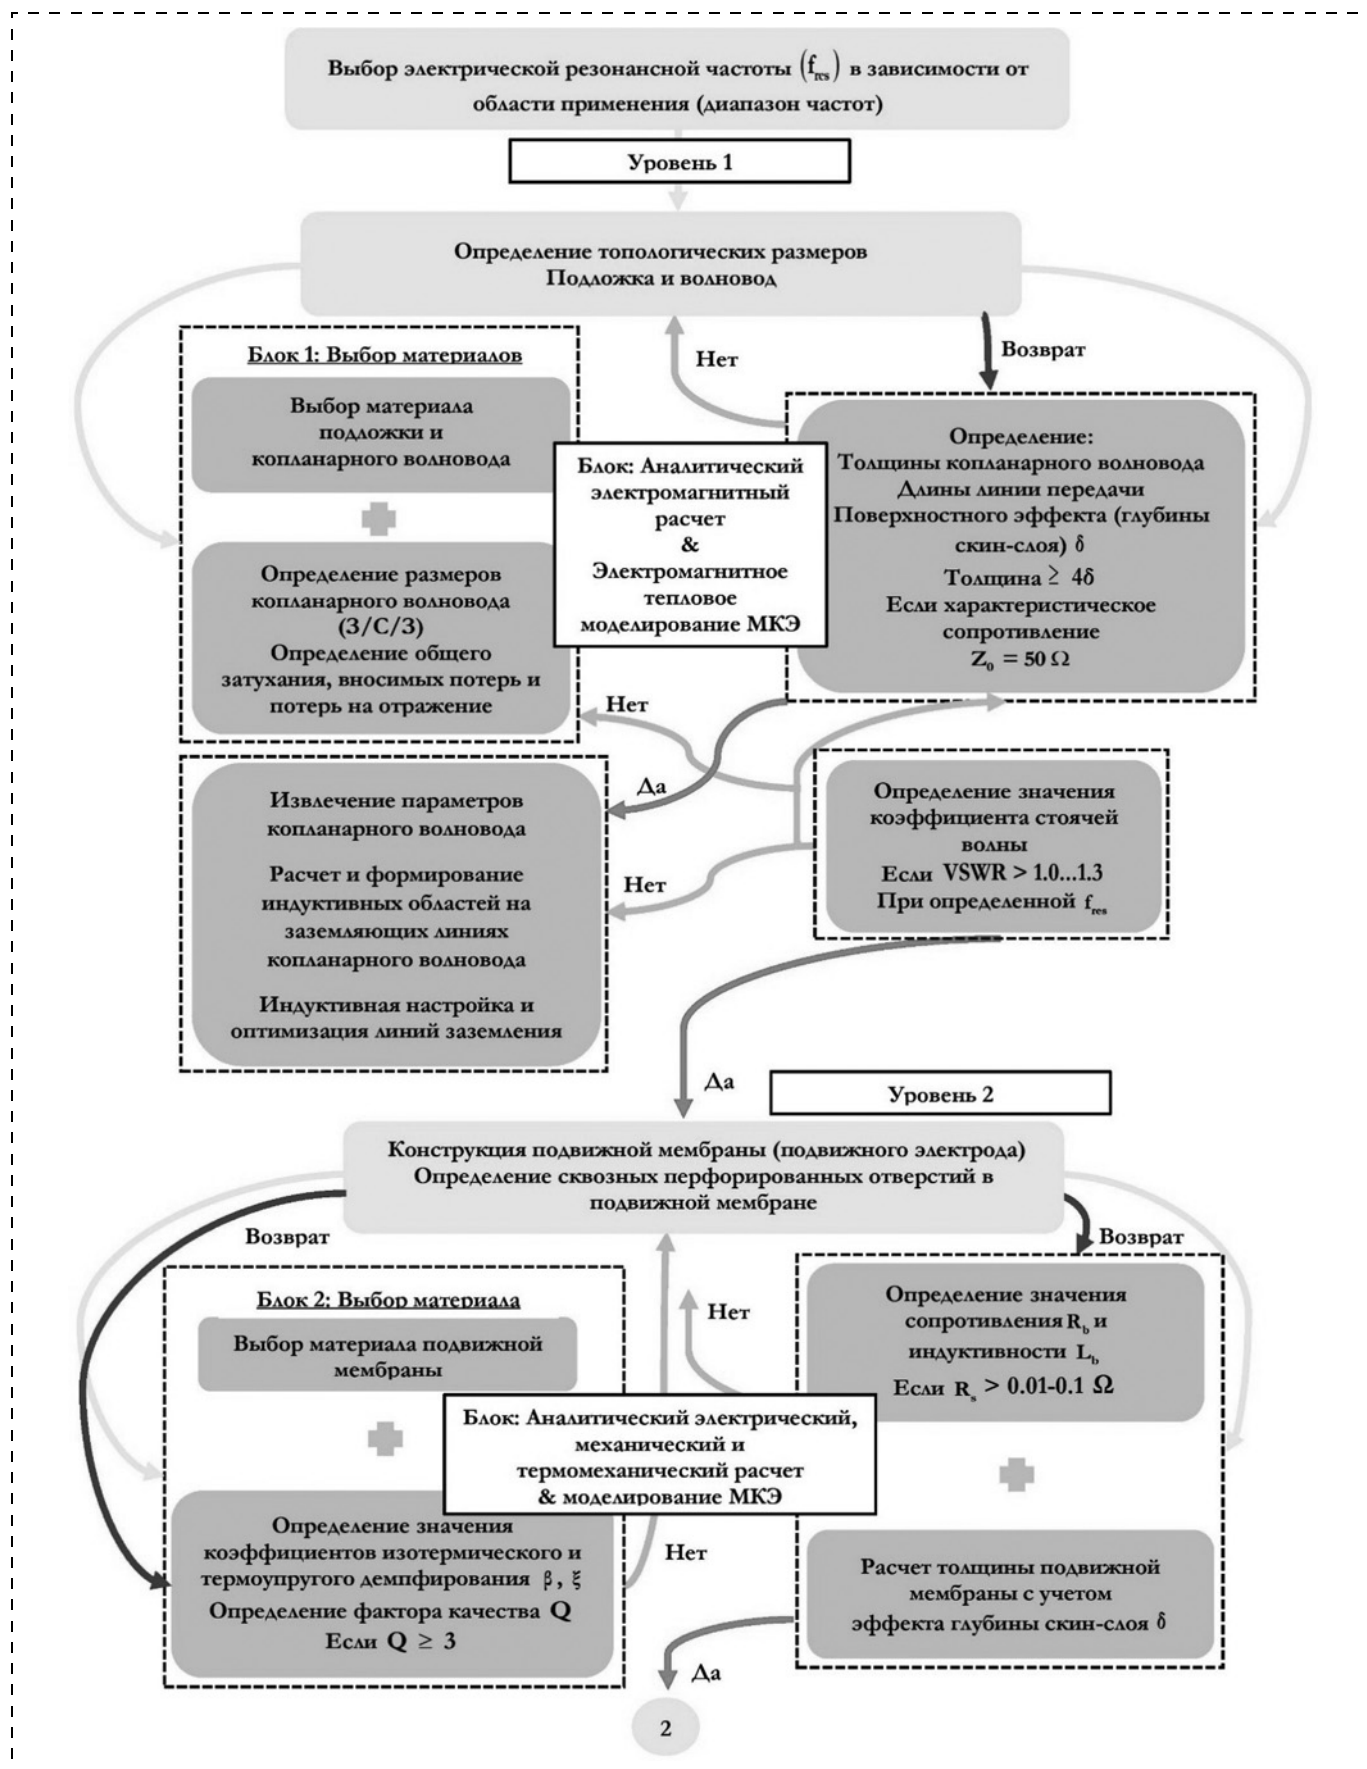 Выбор электрической резонансной частоты (f_res) в зависимости от
области применения (диапазон частот)
Уровень 1
Определение топологических размеров
Подложка и волновод
Нет
Возврат
Блок 1: Выбор материалов
Выбор материала
подложки и
копланарного волновода
Определение размеров
копланарного волновода
(З/С/З)
Определение общего
затухания, вносимых потерь и
потерь на отражение
Блок: Аналитический
электромагнитный
расчет
&
Электромагнитное
тепловое
моделирование МКЭ
Определение:
Толщины копланарного волновода
Длины линии передачи
Поверхностного эффекта (глубины
скин-слоя) δ
Толщина ≥ 4δ
Если характеристическое
сопротивление
Z₀ = 50 Ω
Нет
Да
Нет
Извлечение параметров
копланарного волновода
Расчет и формирование
индуктивных областей на
заземляющих линиях
копланарного волновода
Индуктивная настройка и
оптимизация линий заземления
Определение значения
коэффициента стоячей
волны
Если VSWR > 1.0...1.3
При определенной f_res
Да
Уровень 2
Конструкция подвижной мембраны (подвижного электрода)
Определение сквозных перфорированных отверстий в
подвижной мембране
Возврат
Возврат
Нет
Блок 2: Выбор материала
Выбор материала подвижной
мембраны
Определение значения
коэффициентов изотермического и
термоупругого демпфирования β, ξ
Определение фактора качества Q
Если Q ≥ 3
Блок: Аналитический электрический,
механический и
термомеханический расчет
& моделирование МКЭ
Нет
Определение значения
сопротивления R_b и
индуктивности L_b
Если R_s > 0.01-0.1 Ω
Расчет толщины подвижной
мембраны с учетом
эффекта глубины скин-слоя δ
Да
2